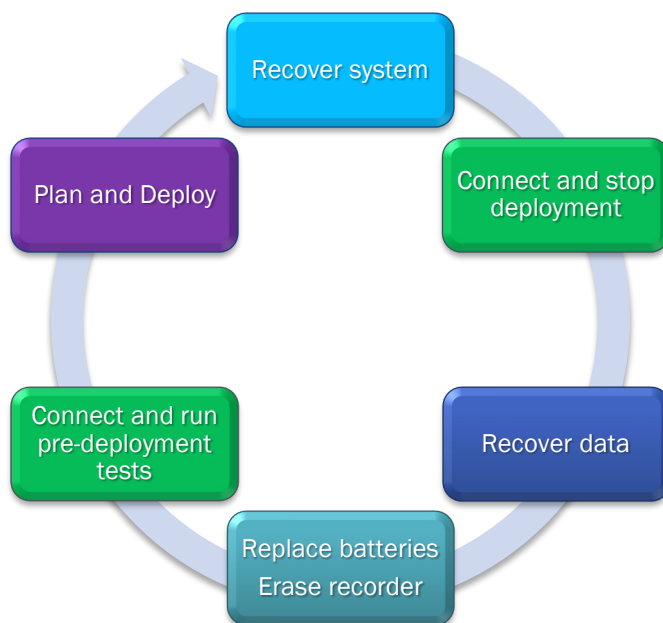 Recover system
Connect and stop
deployment
Recover data
Replace batteries
Erase recorder
Connect and run
pre-deployment
tests
Plan and Deploy